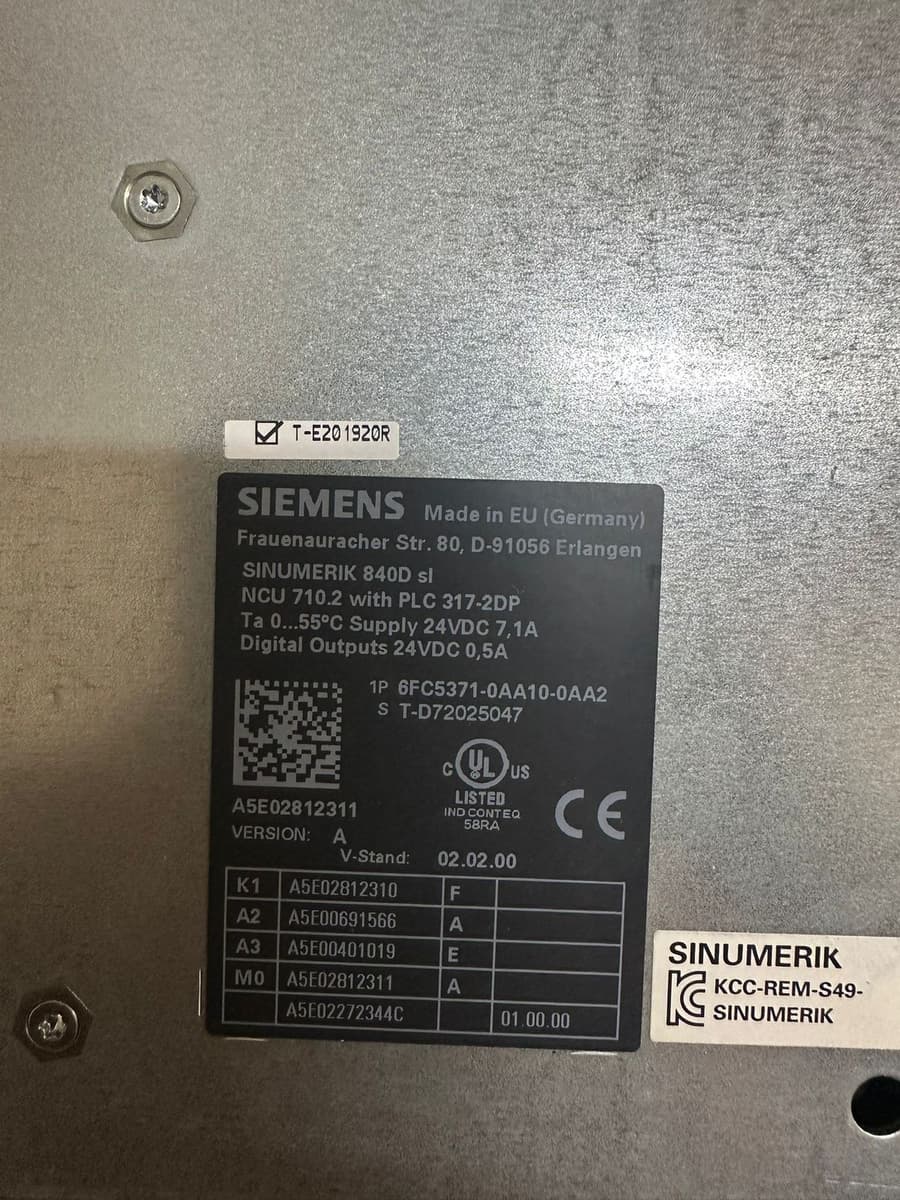 T-E201920R
SIEMENS Made in EU (Germany)
Frauenauracher Str. 80, D-91056 Erlangen
SINUMERIK 840D sl
NCU 710.2 with PLC 317-2DP
Ta 0...55°C Supply 24VDC 7,1A
Digital Outputs 24VDC 0,5A
1P 6FC5371-0AA10-0AA2
S T-D72025047
C UL US
LISTED
IND CONT EQ
58RA
CE
A5E02812311
VERSION: A
V-Stand: 02.02.00
K1 A5E02812310 F
A2 A5E00691566 A
A3 A5E00401019 E
M0 A5E02812311 A
A5E02272344C 01.00.00
SINUMERIK
KCC-REM-S49-
SINUMERIK